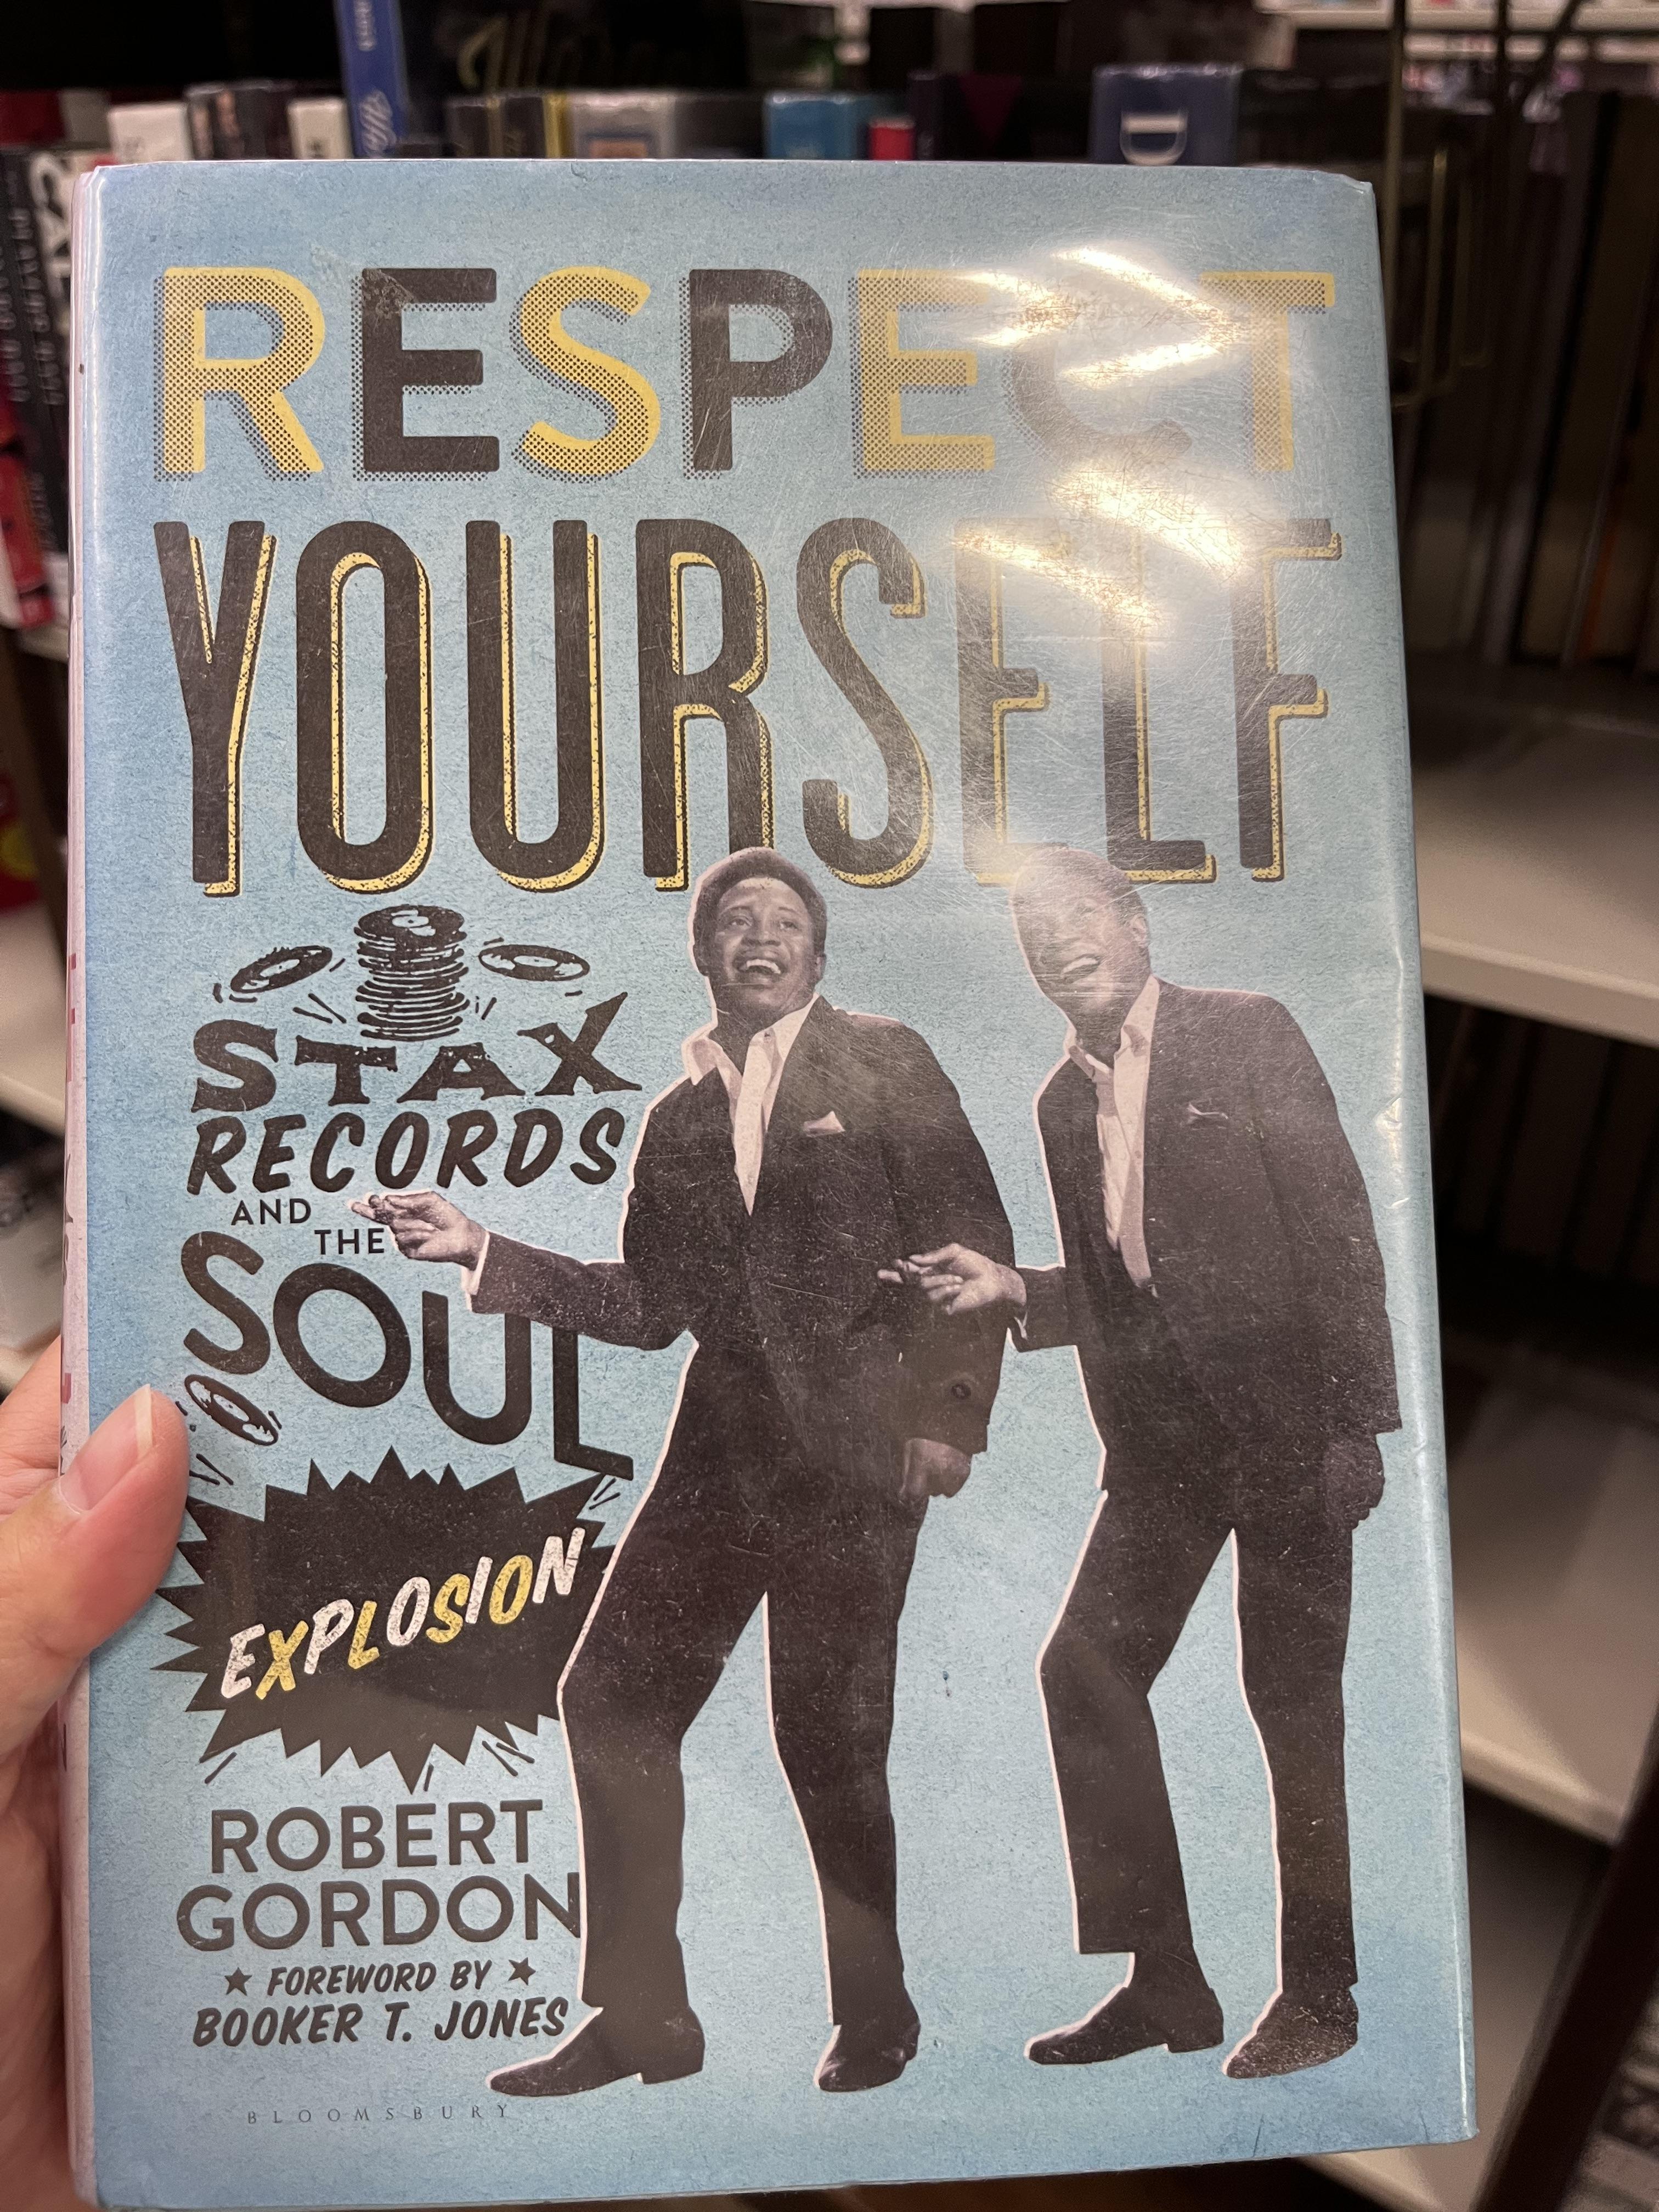 RESPECT
YOURSELF
STAX
RECORDS
AND
THE
SOUL
EXPLOSION
ROBERT
GORDON
★ FOREWORD BY ★
BOOKER T. JONES
BLOOMSBURY